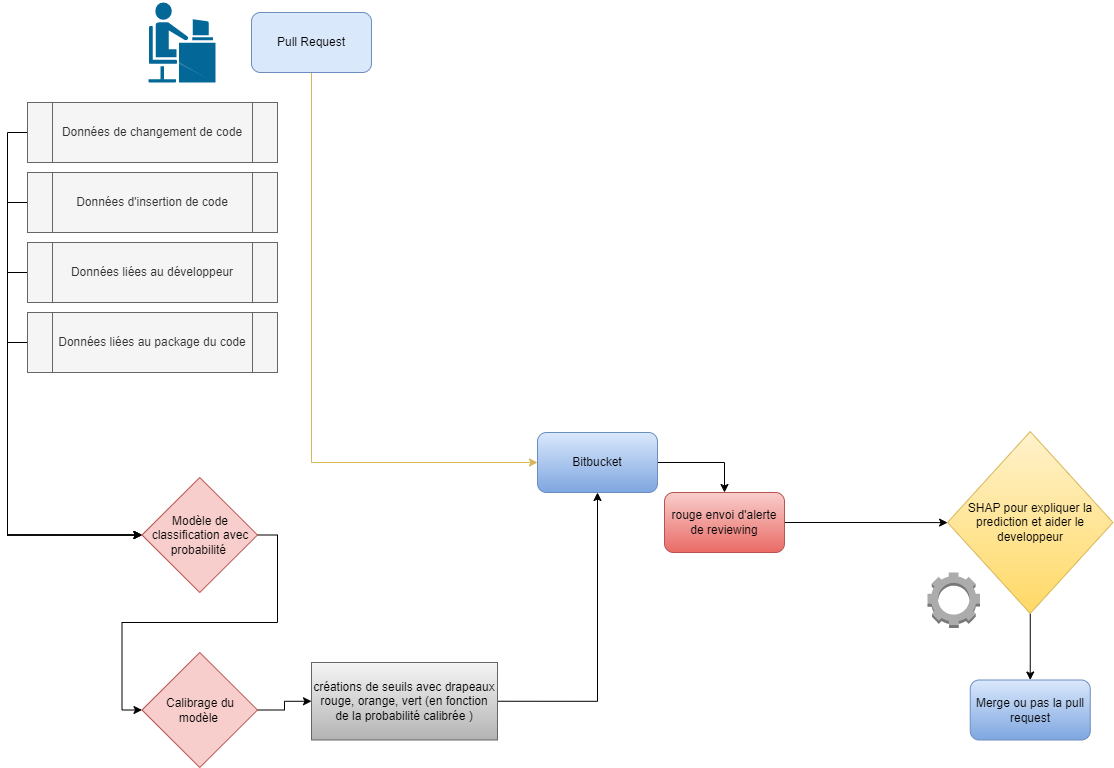 Pull Request
Données de changement de code
Données d'insertion de code
Données liées au développeur
Données liées au package du code
Modèle de
classification avec
probabilité
Calibrage du
modèle
créations de seuils avec drapeaux
rouge, orange, vert (en fonction
de la probabilité calibrée )
Bitbucket
rouge envoi d'alerte
de reviewing
SHAP pour expliquer la
prediction et aider le
developpeur
Merge ou pas la pull
request